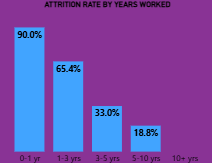 ATTRITION RATE BY YEARS WORKED
90.0%
65.4%
33.0%
18.8%
0-1 yr 1-3 yrs 3-5 yrs 5-10 yrs 10+ yrs